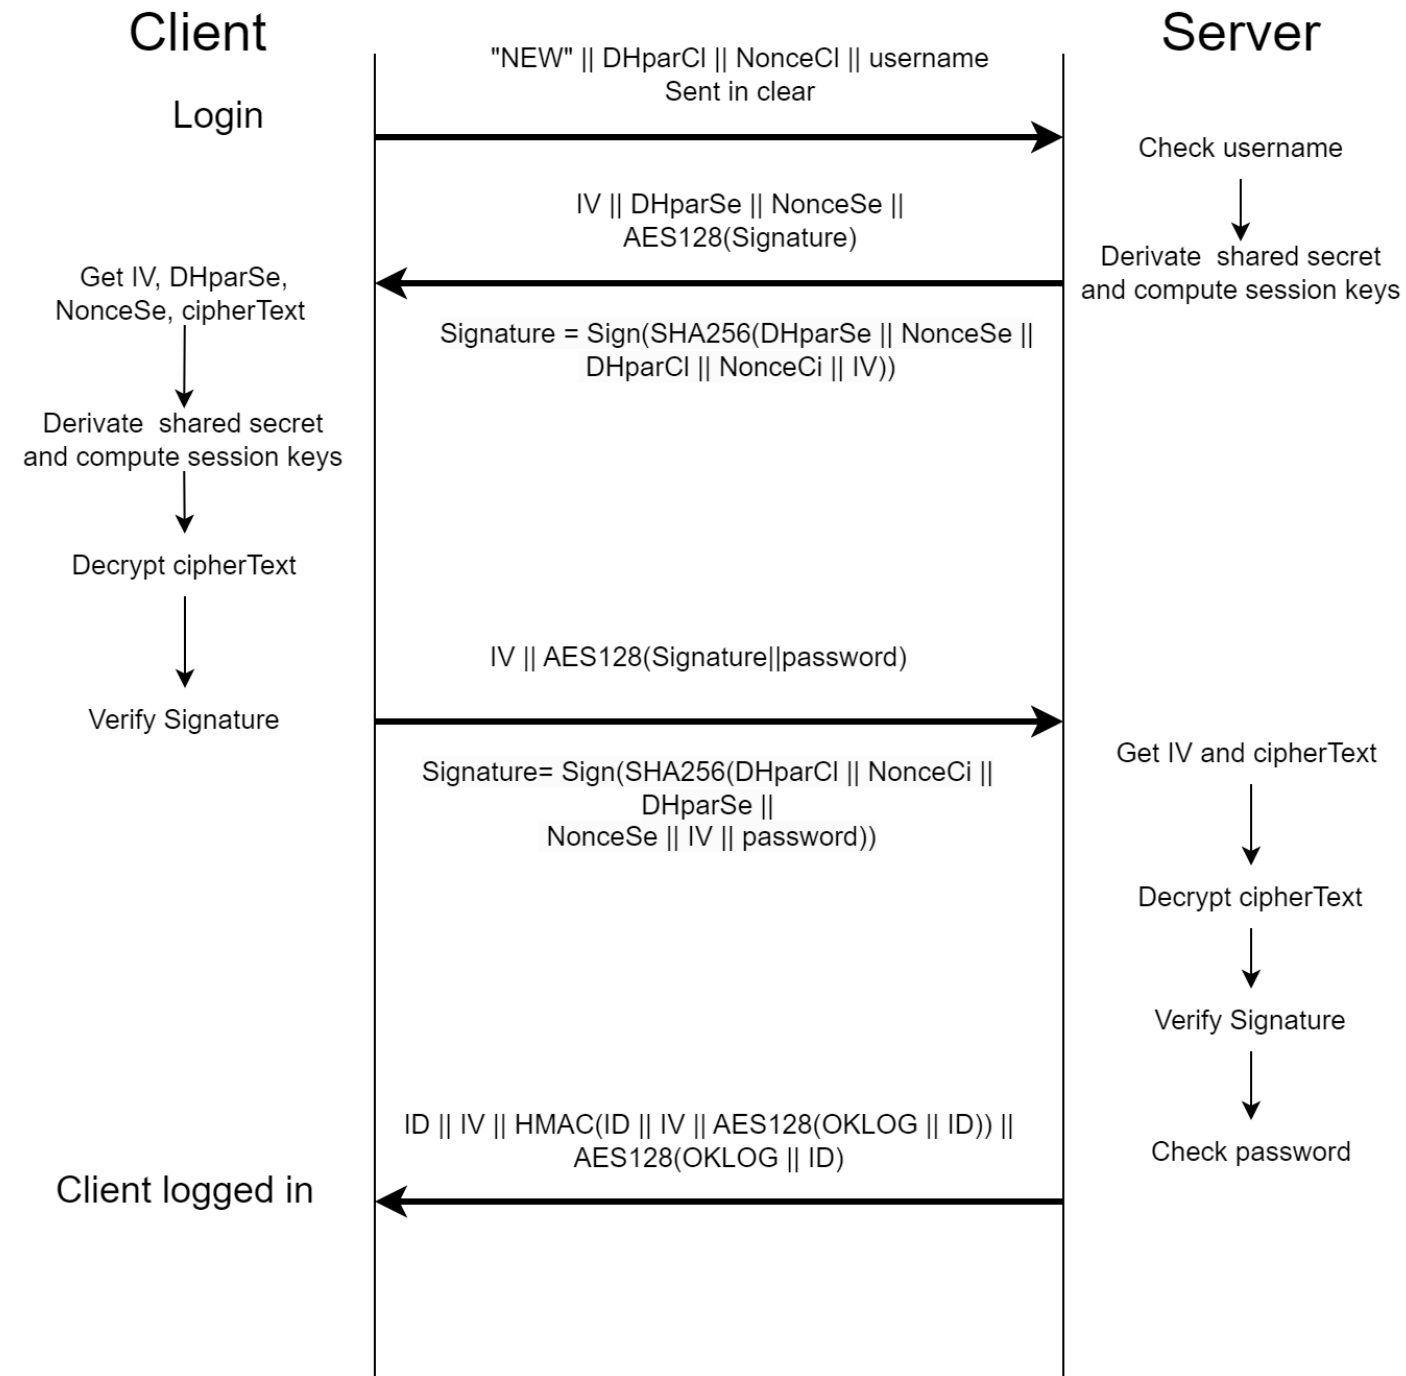 Client
Server
"NEW" || DHparCl || NonceCl || username
Sent in clear
Login
Check username
IV || DHparSe || NonceSe ||
AES128(Signature)
Derivate shared secret
and compute session keys
Get IV, DHparSe,
NonceSe, cipherText
Signature = Sign(SHA256(DHparSe || NonceSe ||
DHparCl || NonceCi || IV))
Derivate shared secret
and compute session keys
Decrypt cipherText
IV || AES128(Signature||password)
Verify Signature
Signature= Sign(SHA256(DHparCl || NonceCi ||
DHparSe ||
NonceSe || IV || password))
Get IV and cipherText
Decrypt cipherText
Verify Signature
Check password
ID || IV || HMAC(ID || IV || AES128(OKLOG || ID)) ||
AES128(OKLOG || ID)
Client logged in